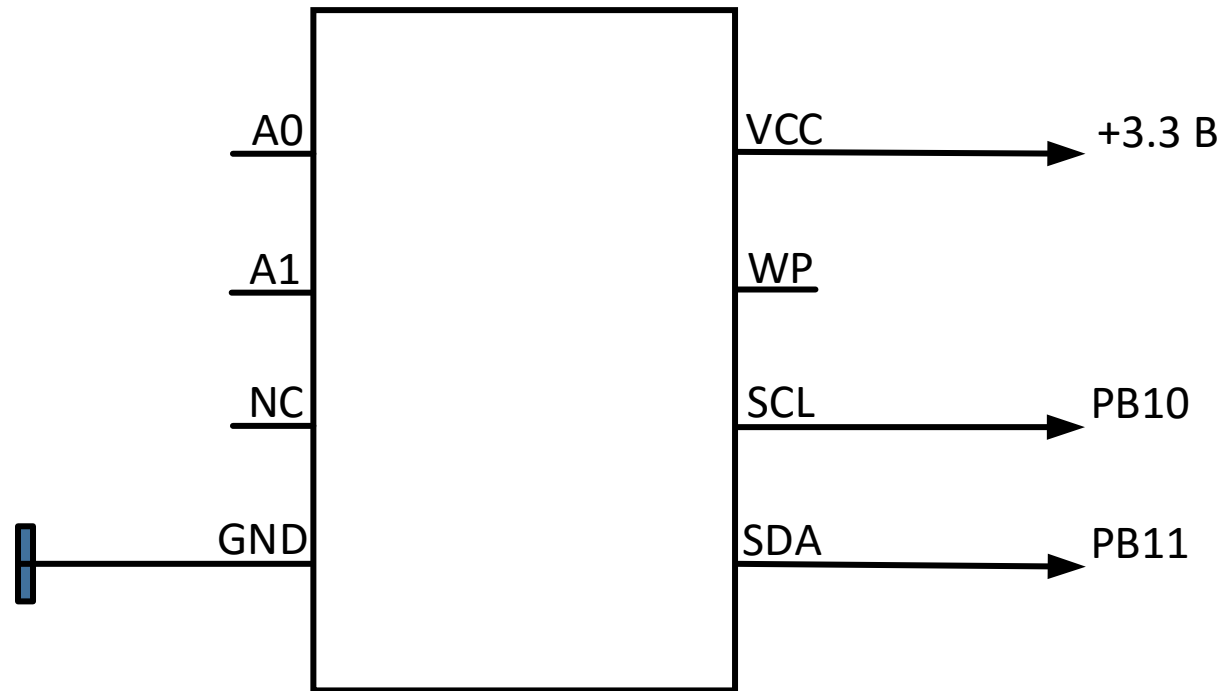 A0
VCC
+3.3 В
A1
WP
NC
SCL
PB10
GND
SDA
PB11